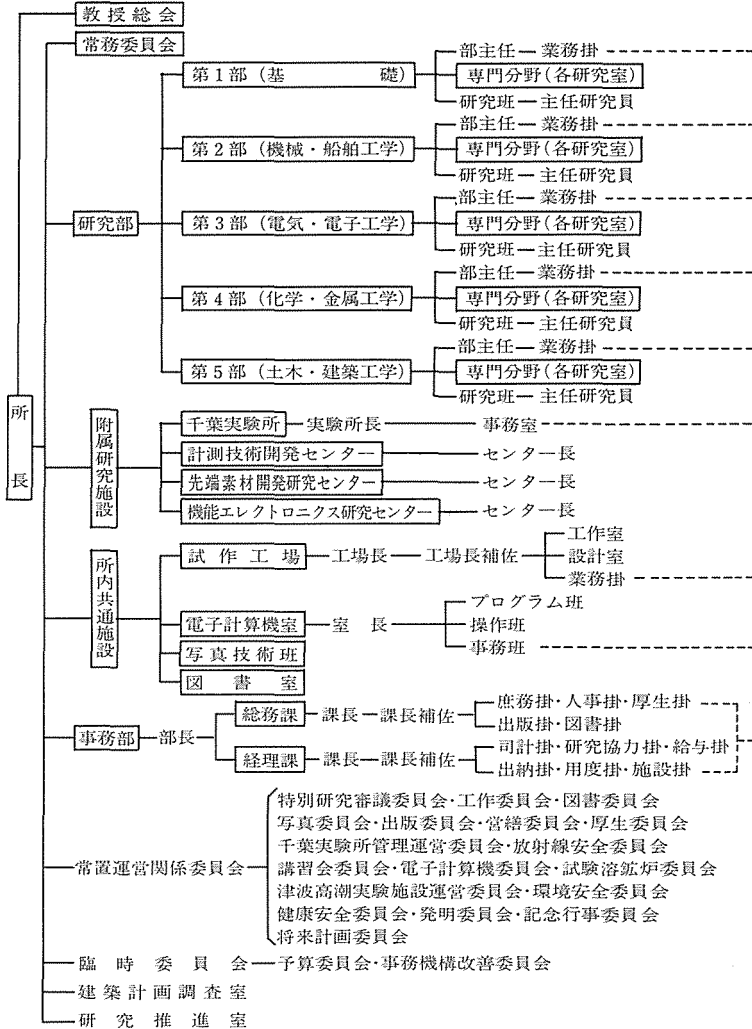 教授総会
常務委員会
所長
研究部
第1部(基礎)
部主任 業務掛
専門分野(各研究室)
研究班 主任研究員
第2部(機械・船舶工学)
部主任 業務掛
専門分野(各研究室)
研究班 主任研究員
第3部(電気・電子工学)
部主任 業務掛
専門分野(各研究室)
研究班 主任研究員
第4部(化学・金属工学)
部主任 業務掛
専門分野(各研究室)
研究班 主任研究員
第5部(土木・建築工学)
部主任 業務掛
専門分野(各研究室)
研究班 主任研究員
附属研究施設
千葉実験所 実験所長 事務室
計測技術開発センター センター長
先端素材開発研究センター センター長
機能エレクトロニクス研究センター センター長
所内共通施設
試作工場 工場長 工場長補佐
工作室
設計室
業務掛
電子計算機室 室長
プログラム班
操作班
事務班
写真技術班
図書室
事務部 部長
総務課 課長 課長補佐
庶務掛・人事掛・厚生掛
出版掛・図書掛
経理課 課長 課長補佐
司計掛・研究協力掛・給与掛
出納掛・用度掛・施設掛
常置運営関係委員会
特別研究審議委員会・工作委員会・図書委員会
写真委員会・出版委員会・営繕委員会・厚生委員会
千葉実験所管理運営委員会・放射線安全委員会
講習会委員会・電子計算機委員会・試験溶鉱炉委員会
津波高潮実験施設運営委員会・環境安全委員会
健康安全委員会・発明委員会・記念行事委員会
将来計画委員会
臨時委員会 予算委員会・事務機構改善委員会
建築計画調査室
研究推進室